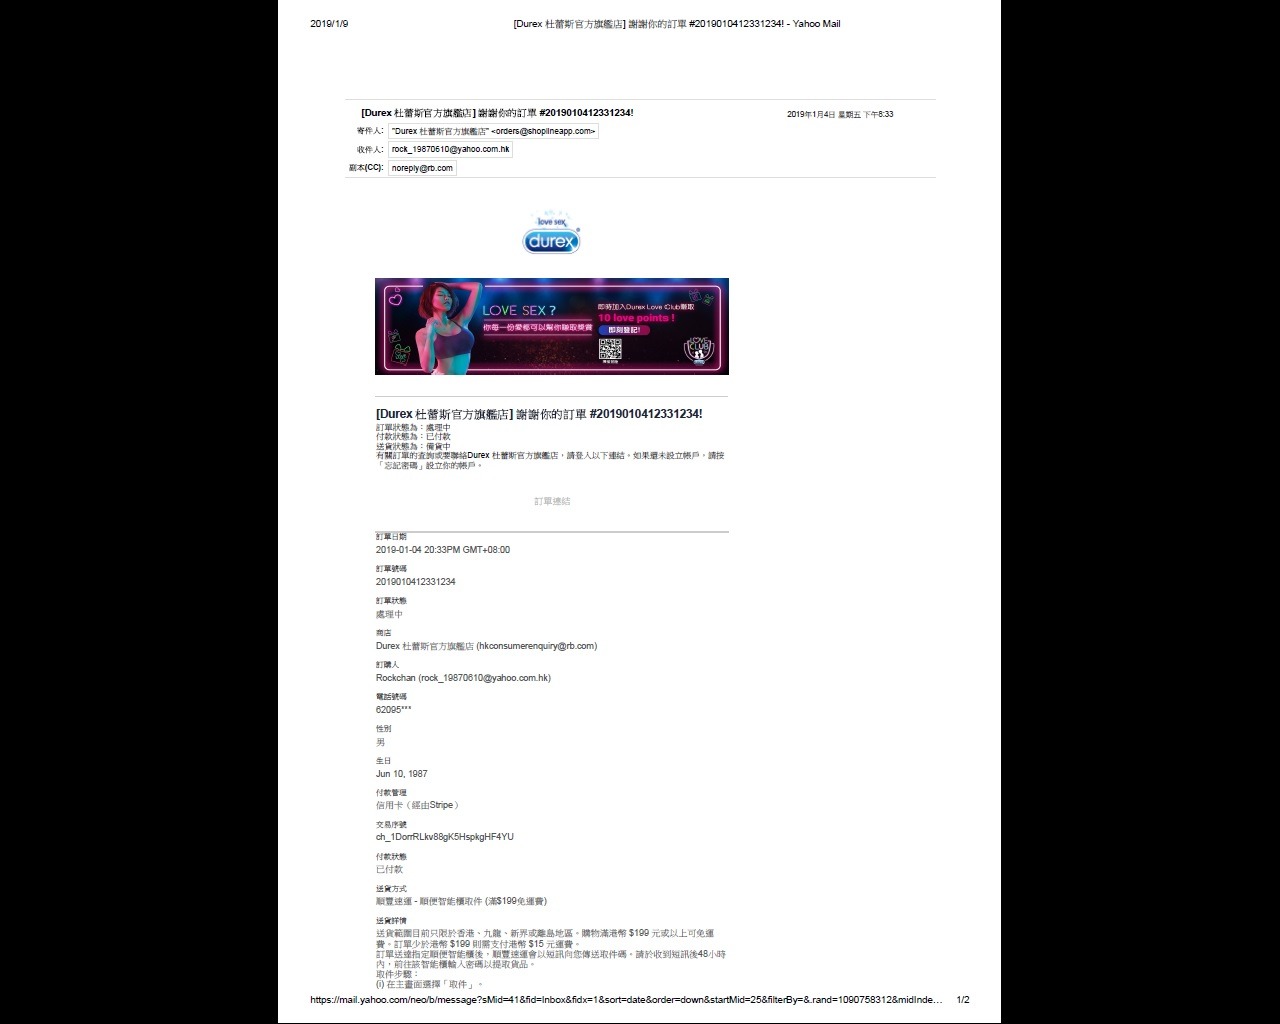 2019/1/9
[Durex 杜蕾斯官方旗艦店] 謝謝你的訂單 #2019010412331234! - Yahoo Mail
[Durex 杜蕾斯官方旗艦店] 謝謝你的訂單 #2019010412331234!
2019年1月4日 星期五 下午8:33
寄件人: "Durex 杜蕾斯官方旗艦店" <orders@shoplineapp.com>
收件人: rock_19870610@yahoo.com.hk
副本(CC): noreply@rb.com
love sex
durex
LOVE SEX ?
你每一份愛都可以幫你賺取獎賞
即時加入Durex Love Club賺取
10 love points !
即刻登記!
LOVE
CLUB
[Durex 杜蕾斯官方旗艦店] 謝謝你的訂單 #2019010412331234!
訂單狀態為：處理中
付款狀態為：已付款
送貨狀態為：備貨中
有關訂單的查詢或要聯絡Durex 杜蕾斯官方旗艦店，請登入以下連結。如果還未設立帳戶，請按
「忘記密碼」設立你的帳戶。
訂單連結
訂單日期
2019-01-04 20:33PM GMT+08:00
訂單號碼
2019010412331234
訂單狀態
處理中
商店
Durex 杜蕾斯官方旗艦店 (hkconsumerenquiry@rb.com)
訂購人
Rockchan (rock_19870610@yahoo.com.hk)
電話號碼
62095***
性別
男
生日
Jun 10, 1987
付款管理
信用卡（經由Stripe）
交易序號
ch_1DorrRLkv88gK5HspkgHF4YU
付款狀態
已付款
送貨方式
順豐速運 - 順便智能櫃取件 (滿$199免運費)
送貨詳情
送貨範圍目前只限於香港、九龍、新界或離島地區。購物滿港幣 $199 元或以上可免運
費。訂單少於港幣 $199 則需支付港幣 $15 元運費。
訂單送達指定順便智能櫃後，順豐速運會以短訊向您傳送取件碼。請於收到短訊後48小時
內，前往該智能櫃輸入密碼以提取貨品。
取件步驟：
(i) 在主畫面選擇「取件」。
https://mail.yahoo.com/neo/b/message?sMid=41&fid=Inbox&fidx=1&sort=date&order=down&startMid=25&filterBy=&.rand=1090758312&midInde…
1/2